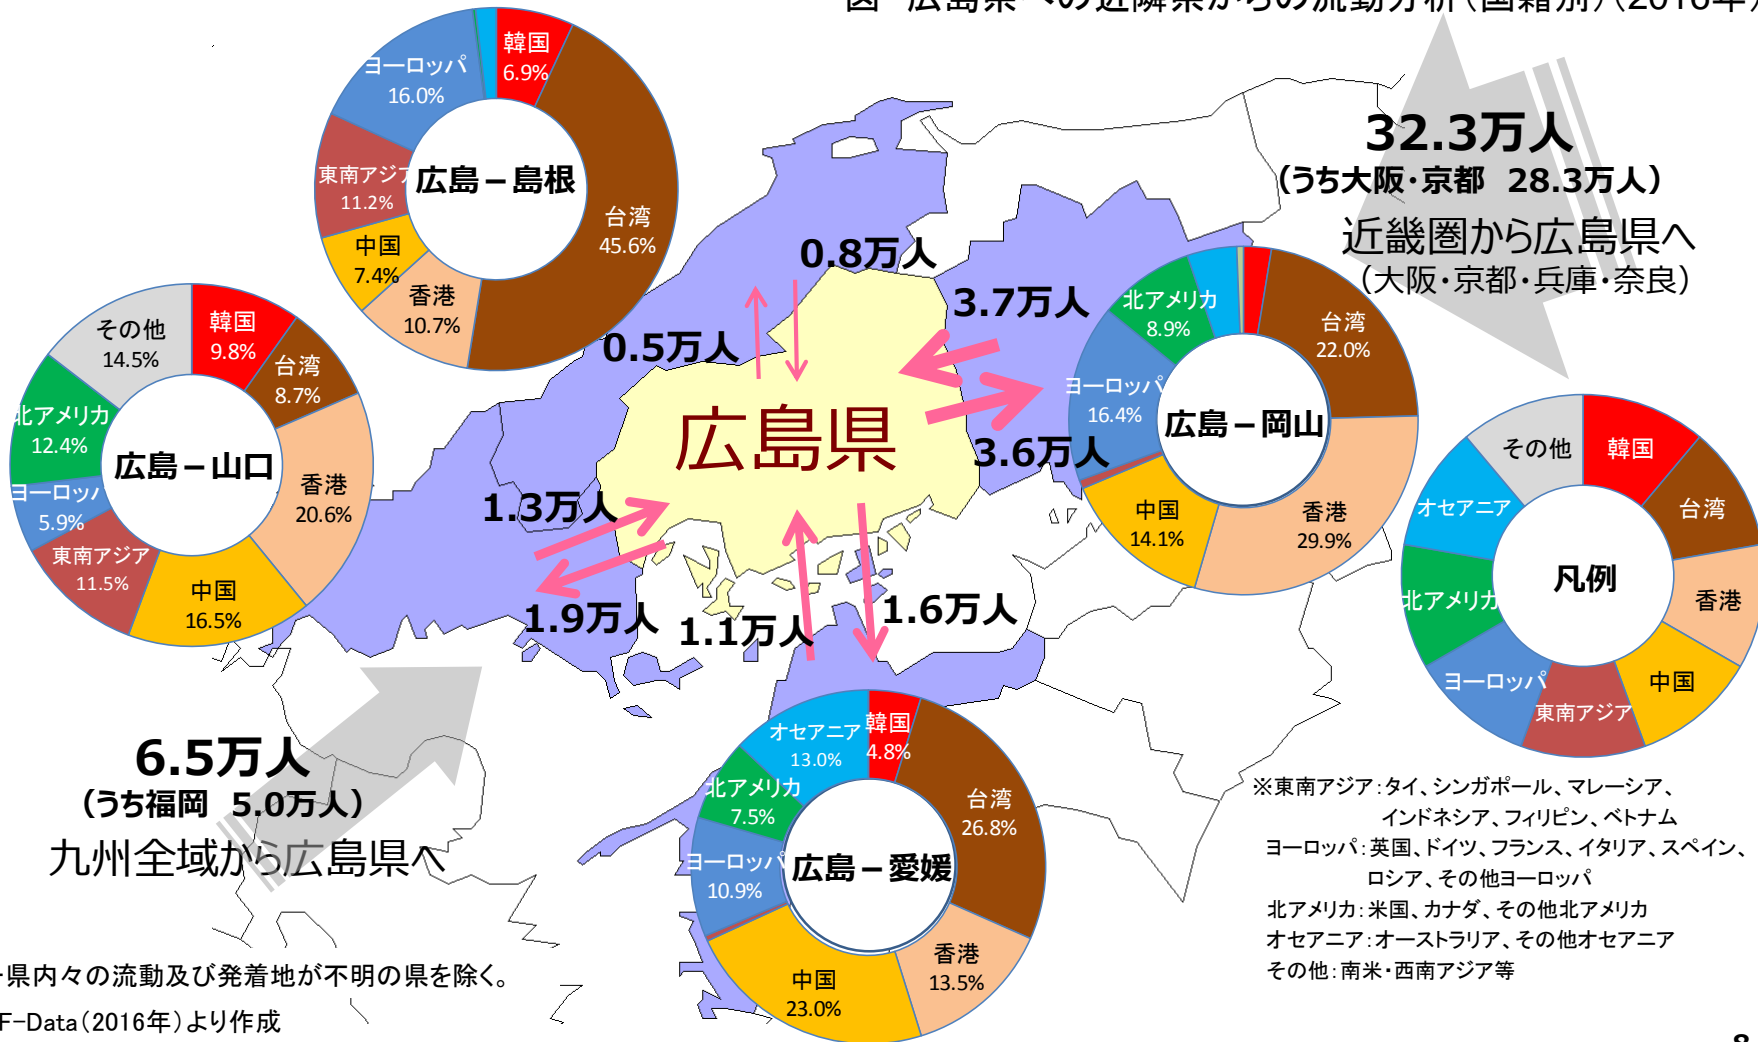 図 広島県への近隣県からの流動分析(国籍別)(2016年)
韓国
6.9%
台湾
45.6%
香港
10.7%
中国
7.4%
東南アジア
11.2%
ヨーロッパ
16.0%
広島－島根
32.3万人
(うち大阪・京都 28.3万人)
近畿圏から広島県へ
(大阪・京都・兵庫・奈良)
0.8万人
0.5万人
3.7万人
3.6万人
広島県
1.3万人
1.9万人
1.1万人
1.6万人
韓国
9.8%
台湾
8.7%
香港
20.6%
中国
16.5%
東南アジア
11.5%
ヨーロッパ
5.9%
北アメリカ
12.4%
その他
14.5%
広島－山口
台湾
22.0%
香港
29.9%
中国
14.1%
ヨーロッパ
16.4%
北アメリカ
8.9%
広島－岡山
韓国
台湾
香港
中国
東南アジア
ヨーロッパ
北アメリカ
オセアニア
その他
凡例
6.5万人
(うち福岡 5.0万人)
九州全域から広島県へ
韓国
4.8%
台湾
26.8%
香港
13.5%
中国
23.0%
ヨーロッパ
10.9%
北アメリカ
7.5%
オセアニア
13.0%
広島－愛媛
※東南アジア:タイ、シンガポール、マレーシア、
インドネシア、フィリピン、ベトナム
ヨーロッパ:英国、ドイツ、フランス、イタリア、スペイン、
ロシア、その他ヨーロッパ
北アメリカ:米国、カナダ、その他北アメリカ
オセアニア:オーストラリア、その他オセアニア
その他:南米・西南アジア等
県内々の流動及び発着地が不明の県を除く。
F-Data(2016年)より作成